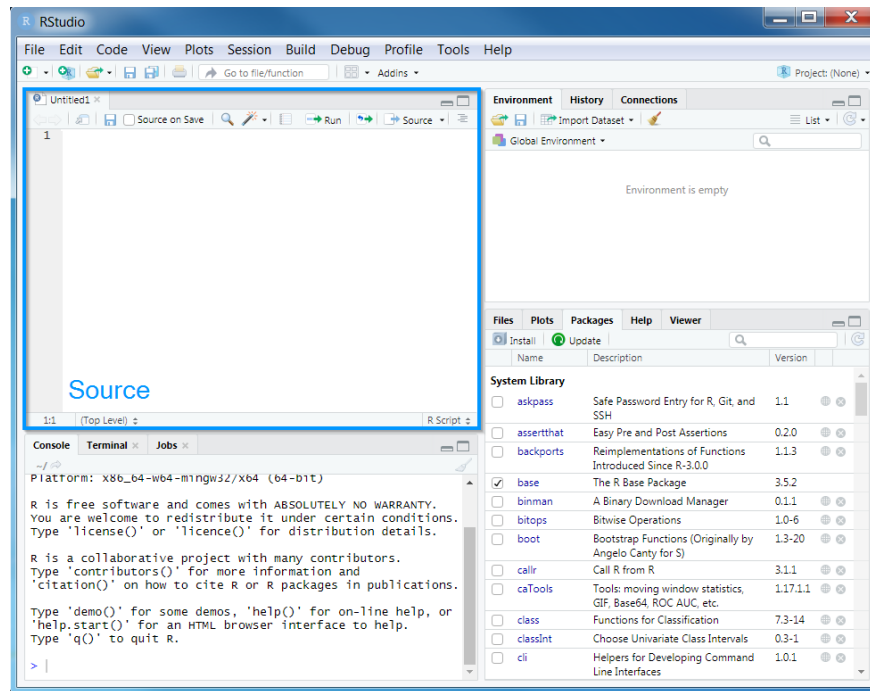 RStudio
File Edit Code View Plots Session Build Debug Profile Tools Help
Go to file/function Addins Project: (None)
Untitled1
Source on Save Run Source
1
Source
1:1 (Top Level) R Script
Console Terminal Jobs
~/
Platform: x86_64-w64-mingw32/x64 (64-bit)
R is free software and comes with ABSOLUTELY NO WARRANTY.
You are welcome to redistribute it under certain conditions.
Type 'license()' or 'licence()' for distribution details.
R is a collaborative project with many contributors.
Type 'contributors()' for more information and
'citation()' on how to cite R or R packages in publications.
Type 'demo()' for some demos, 'help()' for on-line help, or
'help.start()' for an HTML browser interface to help.
Type 'q()' to quit R.
>
Environment History Connections
Import Dataset List
Global Environment
Environment is empty
Files Plots Packages Help Viewer
Install Update
Name Description Version
System Library
askpass Safe Password Entry for R, Git, and 1.1
SSH
assertthat Easy Pre and Post Assertions 0.2.0
backports Reimplementations of Functions 1.1.3
Introduced Since R-3.0.0
base The R Base Package 3.5.2
binman A Binary Download Manager 0.1.1
bitops Bitwise Operations 1.0-6
boot Bootstrap Functions (Originally by 1.3-20
Angelo Canty for S)
callr Call R from R 3.1.1
caTools Tools: moving window statistics, 1.17.1.1
GIF, Base64, ROC AUC, etc.
class Functions for Classification 7.3-14
classInt Choose Univariate Class Intervals 0.3-1
cli Helpers for Developing Command 1.0.1
Line Interfaces